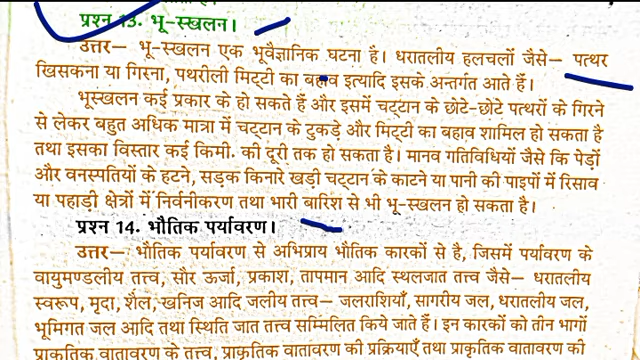 प्रश्न 13. भू-स्खलन।
उत्तर— भू-स्खलन एक भूवैज्ञानिक घटना है। धरातलीय हलचलों जैसे— पत्थर
खिसकना या गिरना, पथरीली मिट्टी का बहाव इत्यादि इसके अन्तर्गत आते हैं।
भूस्खलन कई प्रकार के हो सकते हैं और इसमें चट्टान के छोटे-छोटे पत्थरों के गिरने
से लेकर बहुत अधिक मात्रा में चट्टान के टुकड़े और मिट्टी का बहाव शामिल हो सकता है
तथा इसका विस्तार कई किमी. की दूरी तक हो सकता है। मानव गतिविधियों जैसे कि पेड़ों
और वनस्पतियों के हटने, सड़क किनारे खड़ी चट्टान के काटने या पानी की पाइपों में रिसाव
या पहाड़ी क्षेत्रों में निर्वनीकरण तथा भारी बारिश से भी भू-स्खलन हो सकता है।
प्रश्न 14. भौतिक पर्यावरण।
उत्तर— भौतिक पर्यावरण से अभिप्राय भौतिक कारकों से है, जिसमें पर्यावरण के
वायुमण्डलीय तत्त्व, सौर ऊर्जा, प्रकाश, तापमान आदि स्थलजात तत्त्व जैसे— धरातलीय
स्वरूप, मृदा, शैल, खनिज आदि जलीय तत्त्व— जलराशियाँ, सागरीय जल, धरातलीय जल,
भूमिगत जल आदि तथा स्थिति जात तत्त्व सम्मिलित किये जाते हैं। इन कारकों को तीन भागों
प्राकृतिक वातावरण के तत्त्व, प्राकृतिक वातावरण की प्रक्रियाएँ तथा प्राकृतिक वातावरण की